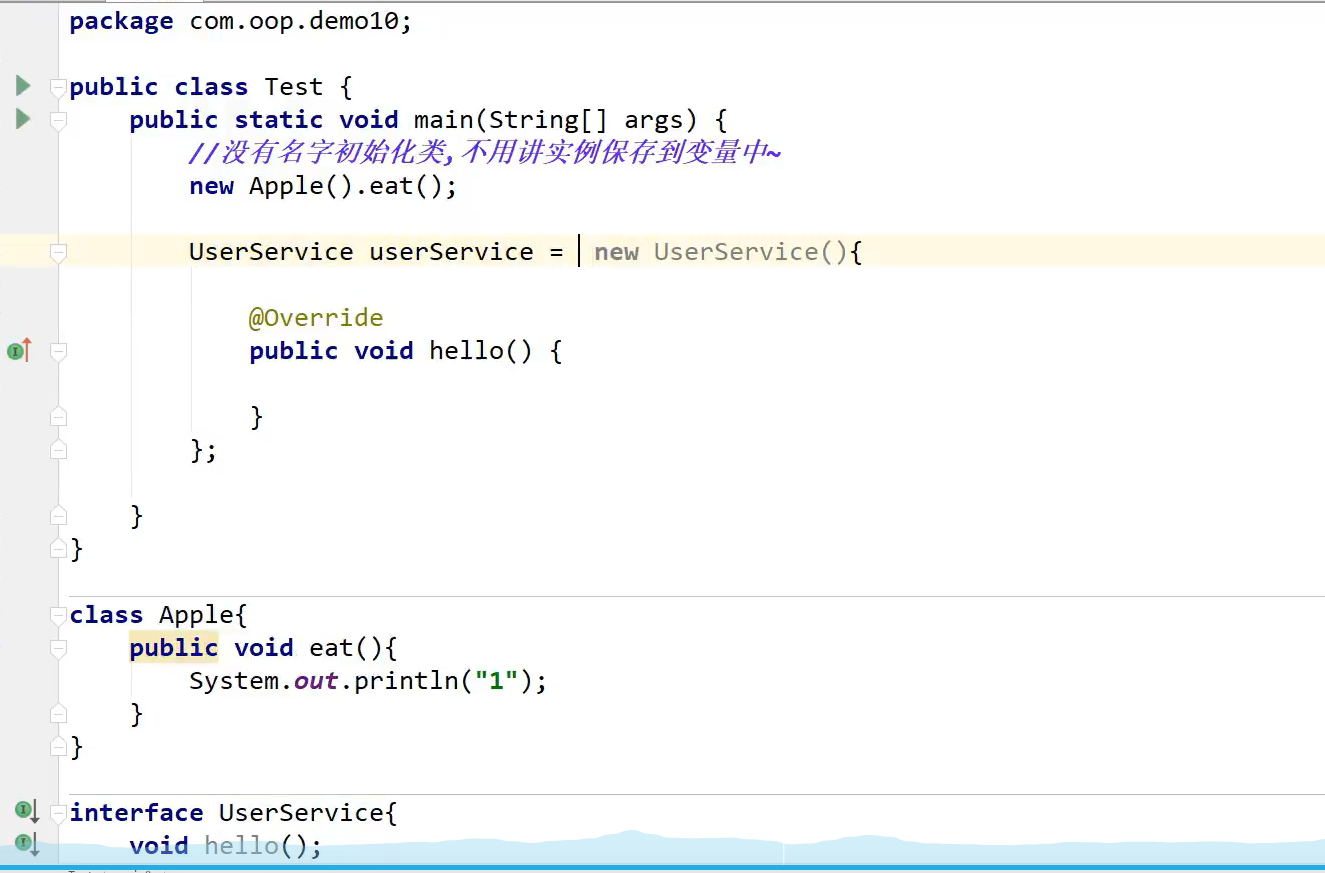 package com.oop.demo10;
public class Test {
public static void main(String[] args) {
//没有名字初始化类,不用讲实例保存到变量中~
new Apple().eat();
UserService userService = new UserService(){
@Override
public void hello() {
}
};
}
}
class Apple{
public void eat(){
System.out.println("1");
}
}
interface UserService{
void hello();